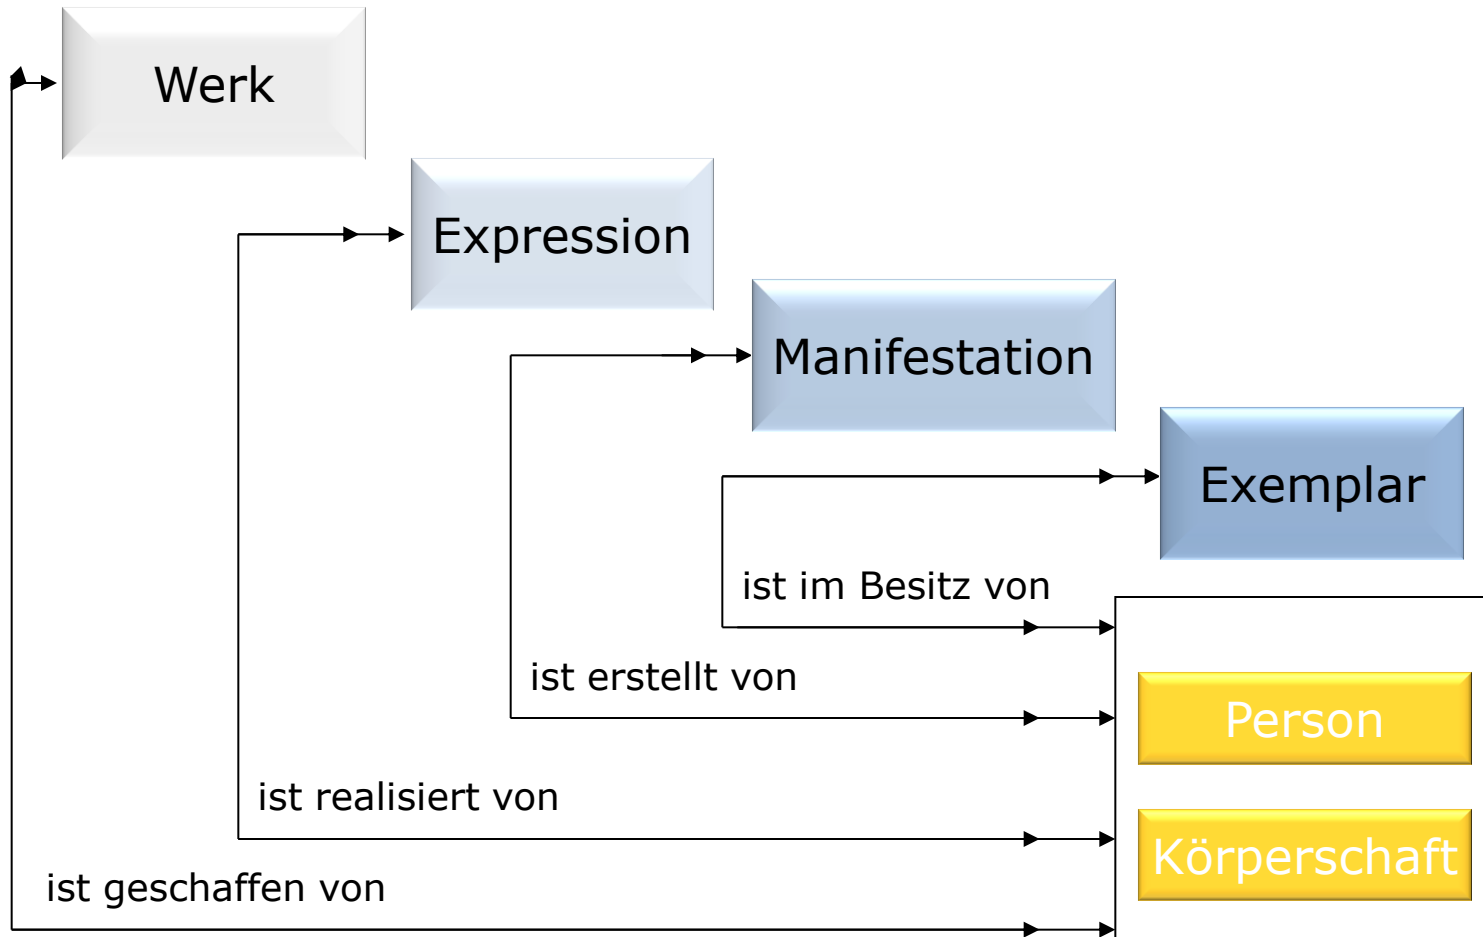 Werk
Expression
Manifestation
Exemplar
ist im Besitz von
ist erstellt von
Person
ist realisiert von
Körperschaft
ist geschaffen von